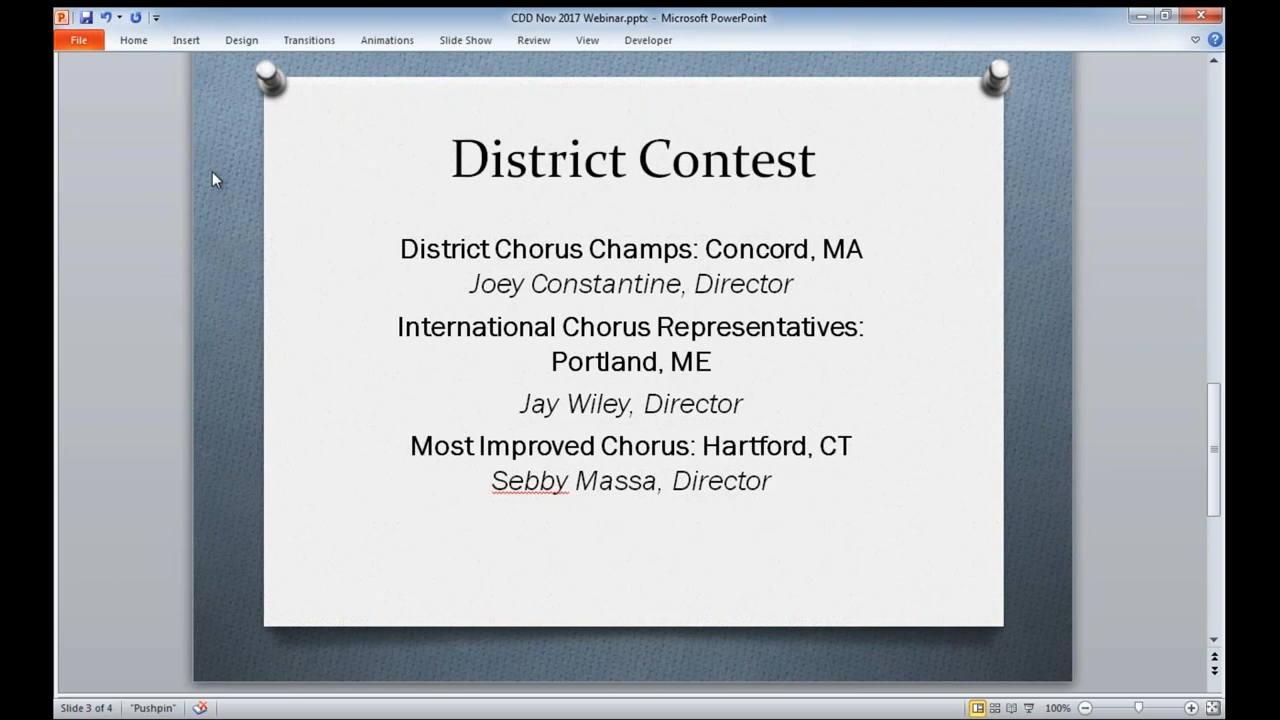 CDD Nov 2017 Webinar.pptx - Microsoft PowerPoint
File Home Insert Design Transitions Animations Slide Show Review View Developer
District Contest
District Chorus Champs: Concord, MA
Joey Constantine, Director
International Chorus Representatives:
Portland, ME
Jay Wiley, Director
Most Improved Chorus: Hartford, CT
Sebby Massa, Director
Slide 3 of 4 "Pushpin" 100%